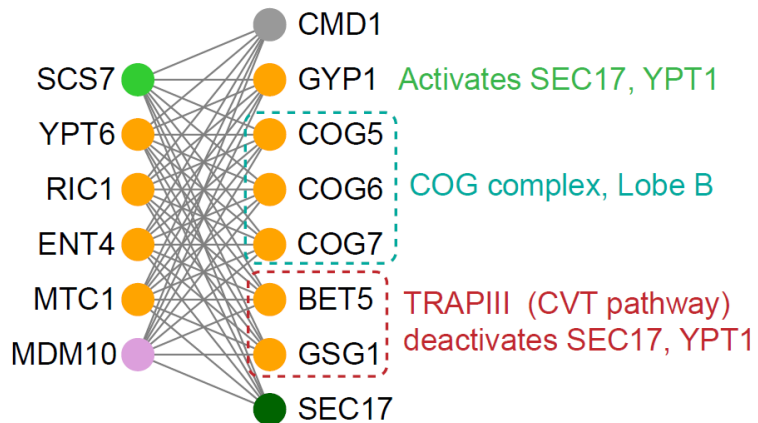 CMD1
SCS7 GYP1 Activates SEC17, YPT1
YPT6 COG5
RIC1 COG6 COG complex, Lobe B
ENT4 COG7
MTC1 BET5 TRAPIII (CVT pathway)
deactivates SEC17, YPT1
MDM10 GSG1
SEC17